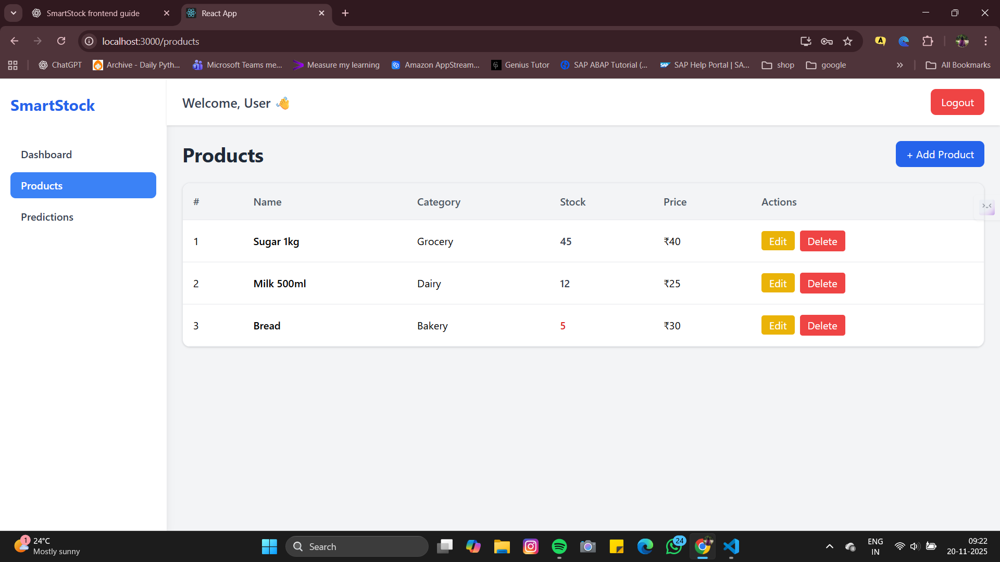 SmartStock frontend guide
React App
localhost:3000/products
ChatGPT
Archive - Daily Pyth...
Microsoft Teams me...
Measure my learning
Amazon AppStream...
Genius Tutor
SAP ABAP Tutorial (...
SAP Help Portal | SA...
shop
google
All Bookmarks
SmartStock
Welcome, User 👋
Logout
Dashboard
Products
Predictions
Products
+ Add Product
# Name Category Stock Price Actions
1 Sugar 1kg Grocery 45 ₹40 Edit Delete
2 Milk 500ml Dairy 12 ₹25 Edit Delete
3 Bread Bakery 5 ₹30 Edit Delete
1
24°C
Mostly sunny
Search
24
ENG
IN
09:22
20-11-2025